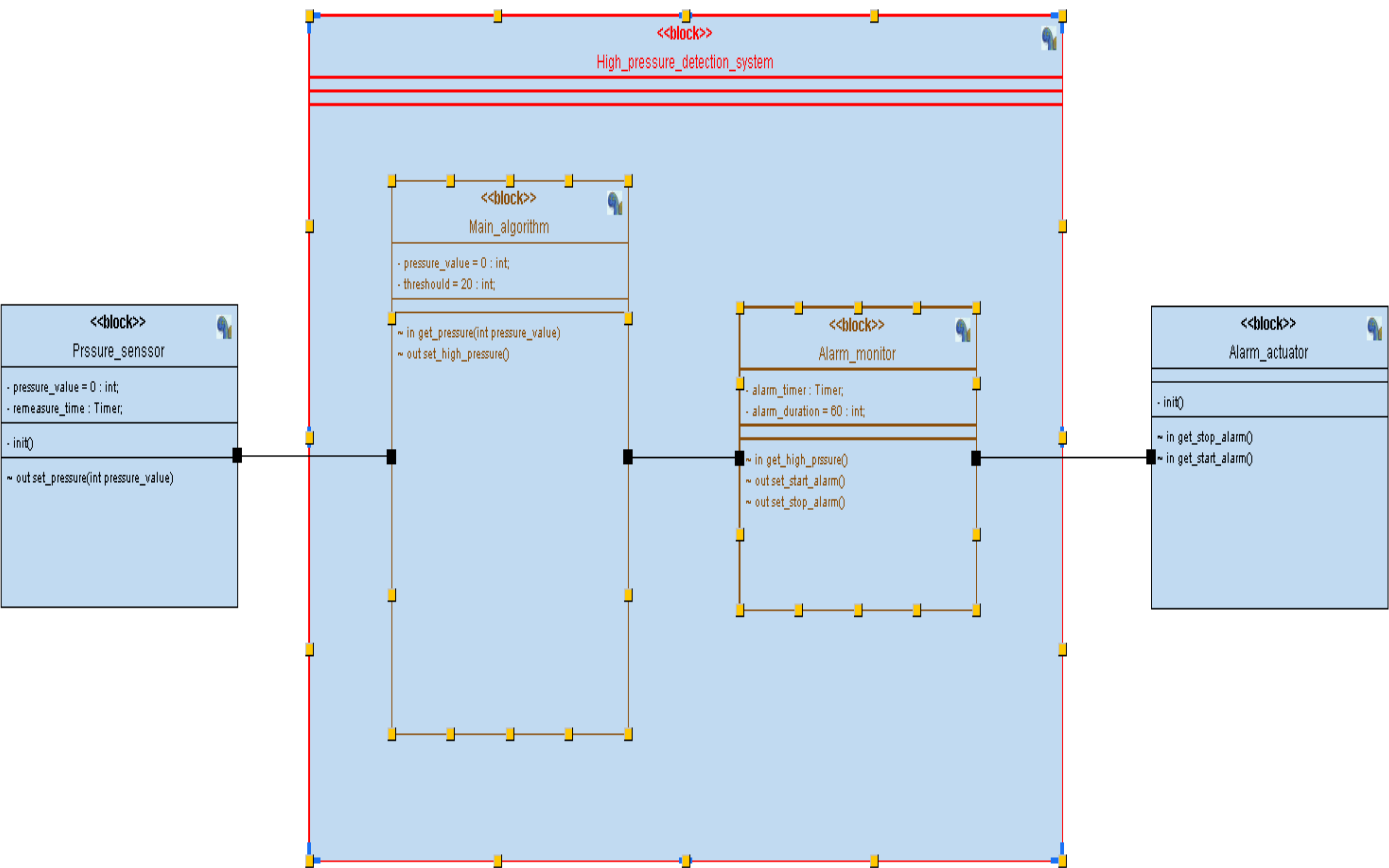 <<block>>
High_pressure_detection_system
<<block>>
Main_algorithm
- pressure_value = 0 : int;
- threshould = 20 : int;
~ in get_pressure(int pressure_value)
~ out set_high_pressure()
<<block>>
Prssure_senssor
- pressure_value = 0 : int;
- remeasure_time : Timer;
- init()
~ out set_pressure(int pressure_value)
<<block>>
Alarm_monitor
- alarm_timer : Timer;
- alarm_duration = 60 : int;
~ in get_high_prssure()
~ out set_start_alarm()
~ out set_stop_alarm()
<<block>>
Alarm_actuator
- init()
~ in get_stop_alarm()
~ in get_start_alarm()